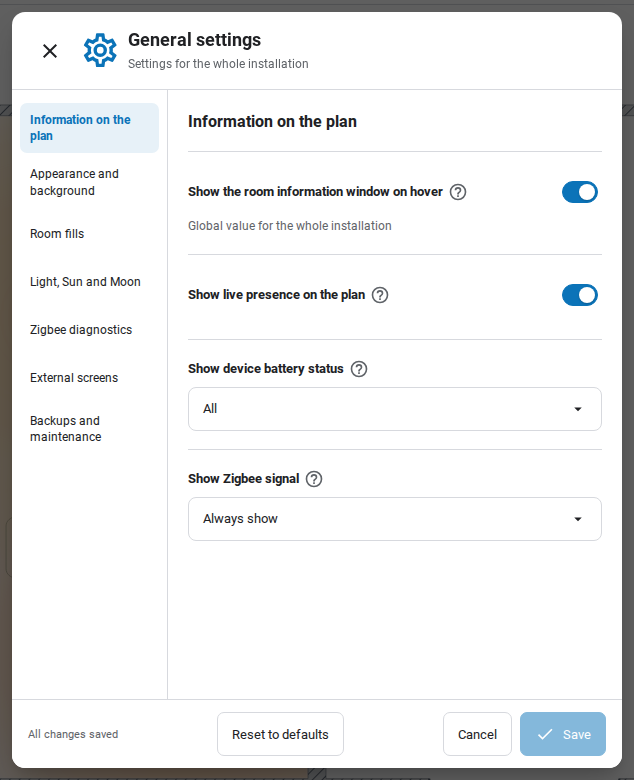 General settings
Settings for the whole installation
Information on the
plan
Appearance and
background
Room fills
Light, Sun and Moon
Zigbee diagnostics
External screens
Backups and
maintenance
Information on the plan
Show the room information window on hover
Global value for the whole installation
Show live presence on the plan
Show device battery status
All
Show Zigbee signal
Always show
All changes saved
Reset to defaults
Cancel
Save